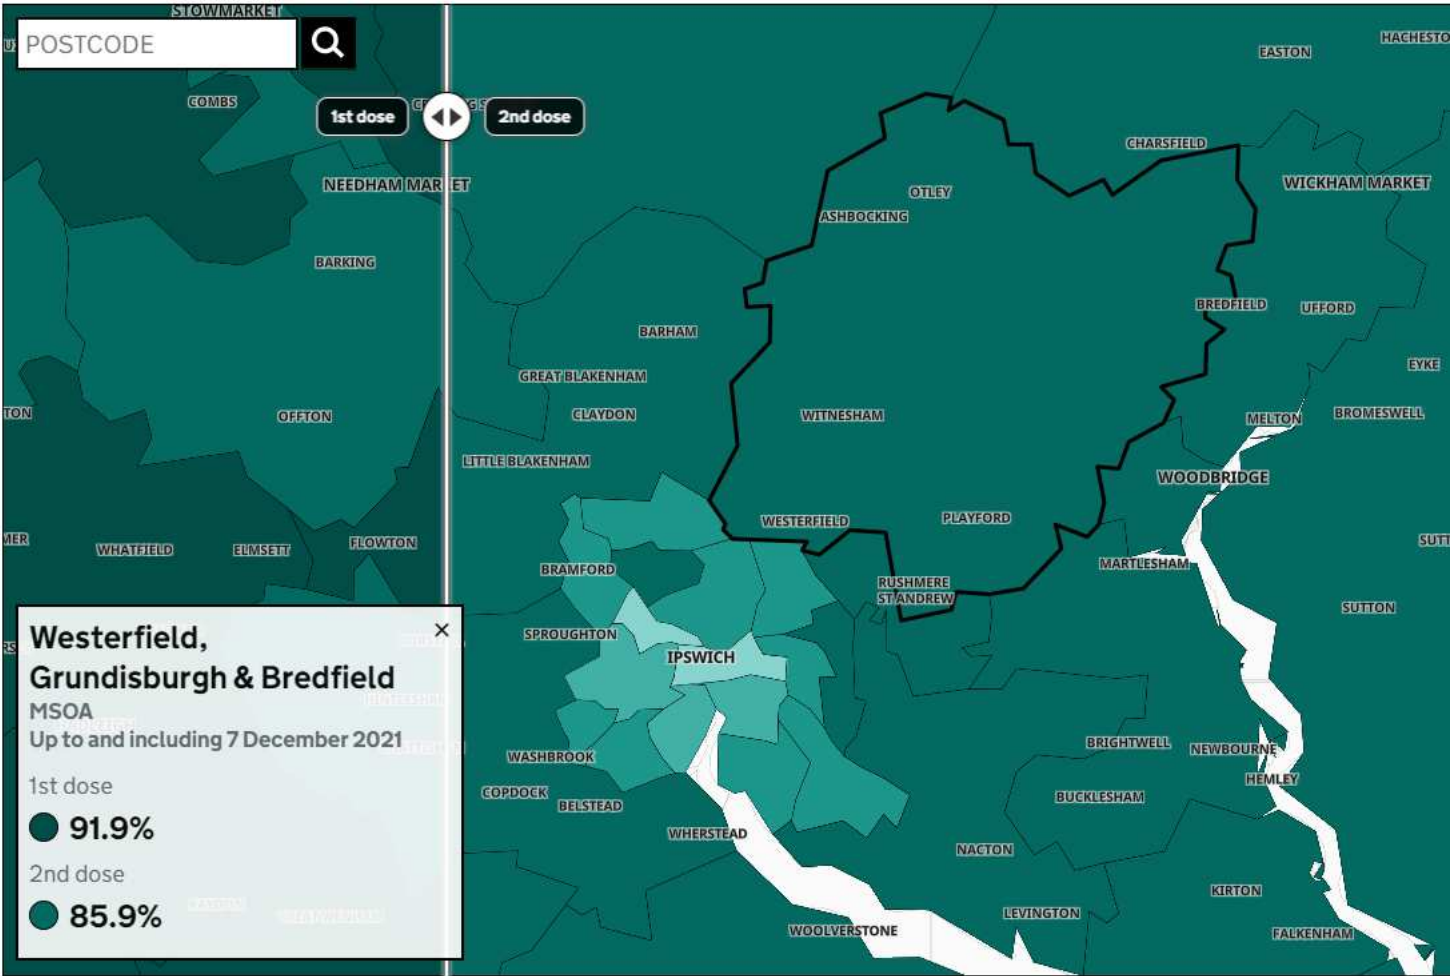 STOWMARKET
POSTCODE
EASTON
HACHESTO
COMBS
1st dose
2nd dose
CHARSFIELD
NEEDHAM MARKET
WICKHAM MARKET
OTLEY
ASHBOCKING
BARKING
BREDFIELD
UFFORD
BARHAM
EYKE
GREAT BLAKENHAM
TON
OFFTON
CLAYDON
WITNESHAM
MELTON
BROMESWELL
LITTLE BLAKENHAM
WOODBRIDGE
WESTERFIELD
PLAYFORD
MER
WHATFIELD
ELMSETT
FLOWTON
SUTT
BRAMFORD
MARTLESHAM
RUSHMERE
ST ANDREW
SUTTON
SPROUGHTON
IPSWICH
Westerfield,
Grundisburgh & Bredfield
MSOA
Up to and including 7 December 2021
1st dose
91.9%
2nd dose
85.9%
WASHBROOK
BRIGHTWELL
NEWBOURNE
HEMLEY
COPDOCK
BELSTEAD
BUCKLESHAM
WHERSTEAD
NACTON
KIRTON
LEVINGTON
WOOLVERSTONE
FALKENHAM